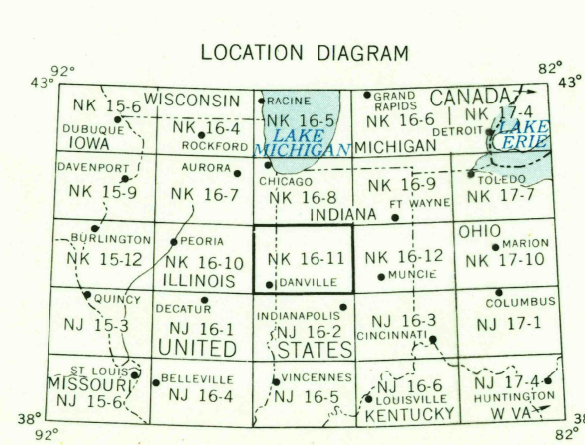 LOCATION DIAGRAM
92° 82°
43° 43°
NK 15-6 WISCONSIN RACINE GRAND RAPIDS CANADA
NK 16-4 NK 16-5 NK 16-6 NK 17-4
DUBUQUE IOWA ROCKFORD LAKE MICHIGAN MICHIGAN DETROIT LAKE ERIE
DAVENPORT AURORA CHICAGO NK 16-9 TOLEDO
NK 15-9 NK 16-7 NK 16-8 FT WAYNE NK 17-7
INDIANA
BURLINGTON PEORIA OHIO
NK 15-12 NK 16-10 NK 16-11 NK 16-12 MARION NK 17-10
ILLINOIS DANVILLE MUNCIE
QUINCY DECATUR INDIANAPOLIS NK 16-3 COLUMBUS
NJ 15-3 NJ 16-1 NJ 16-2 NJ 16-3 CINCINNATI NJ 17-1
UNITED STATES
ST LOUIS BELLEVILLE VINCENNES NJ 16-6 NJ 17-4
MISSOURI NJ 15-6 NJ 16-4 NJ 16-5 LOUISVILLE HUNTINGTON
KENTUCKY W VA
38° 38°
92° 82°